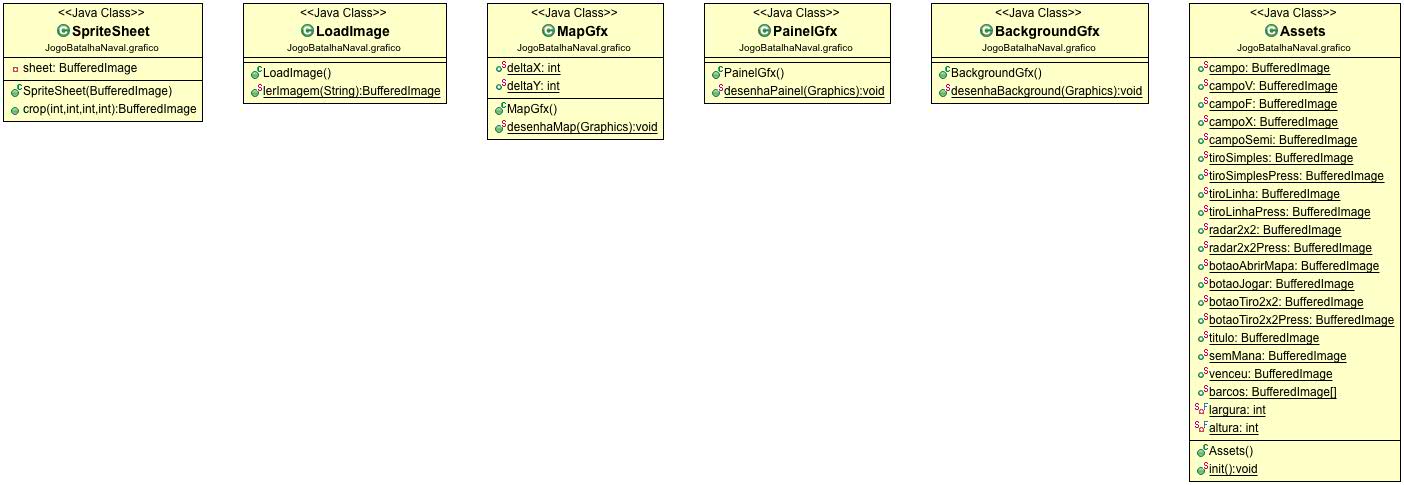 <<Java Class>>
SpriteSheet
JogoBatalhaNaval.grafico
sheet: BufferedImage
SpriteSheet(BufferedImage)
crop(int,int,int,int):BufferedImage
<<Java Class>>
LoadImage
JogoBatalhaNaval.grafico
LoadImage()
lerImagem(String):BufferedImage
<<Java Class>>
MapGfx
JogoBatalhaNaval.grafico
deltaX: int
deltaY: int
MapGfx()
desenhaMap(Graphics):void
<<Java Class>>
PainelGfx
JogoBatalhaNaval.grafico
PainelGfx()
desenhaPainel(Graphics):void
<<Java Class>>
BackgroundGfx
JogoBatalhaNaval.grafico
BackgroundGfx()
desenhaBackground(Graphics):void
<<Java Class>>
Assets
JogoBatalhaNaval.grafico
campo: BufferedImage
campoV: BufferedImage
campoF: BufferedImage
campoX: BufferedImage
campoSemi: BufferedImage
tiroSimples: BufferedImage
tiroSimplesPress: BufferedImage
tiroLinha: BufferedImage
tiroLinhaPress: BufferedImage
radar2x2: BufferedImage
radar2x2Press: BufferedImage
botaoAbrirMapa: BufferedImage
botaoJogar: BufferedImage
botaoTiro2x2: BufferedImage
botaoTiro2x2Press: BufferedImage
titulo: BufferedImage
semMana: BufferedImage
venceu: BufferedImage
barcos: BufferedImage[]
largura: int
altura: int
Assets()
init():void